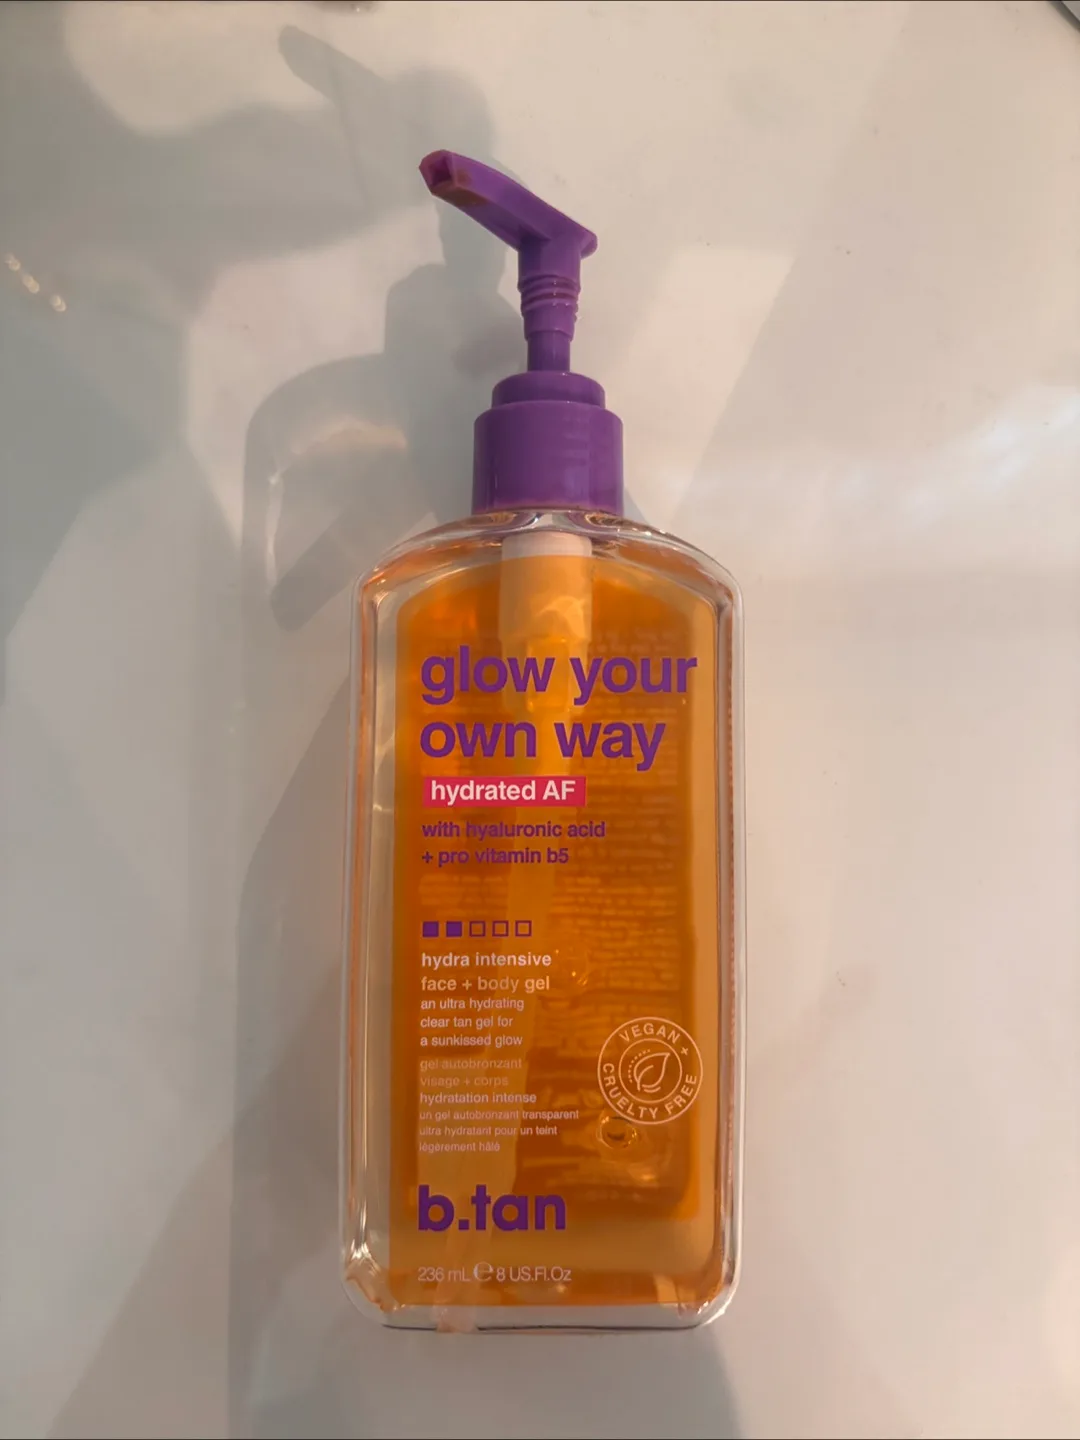 glow your
own way
hydrated AF
with hyaluronic acid
+ pro vitamin b5
hydra intensive
face + body gel
an ultra hydrating
clear tan gel for
a sunkissed glow
gel autobronzant
visage + corps
hydratation intense
un gel autobronzant transparent
ultra hydratant pour un teint
légèrement hâlé
VEGAN +
CRUELTY FREE
b.tan
236 mL ℮ 8 US.Fl.Oz